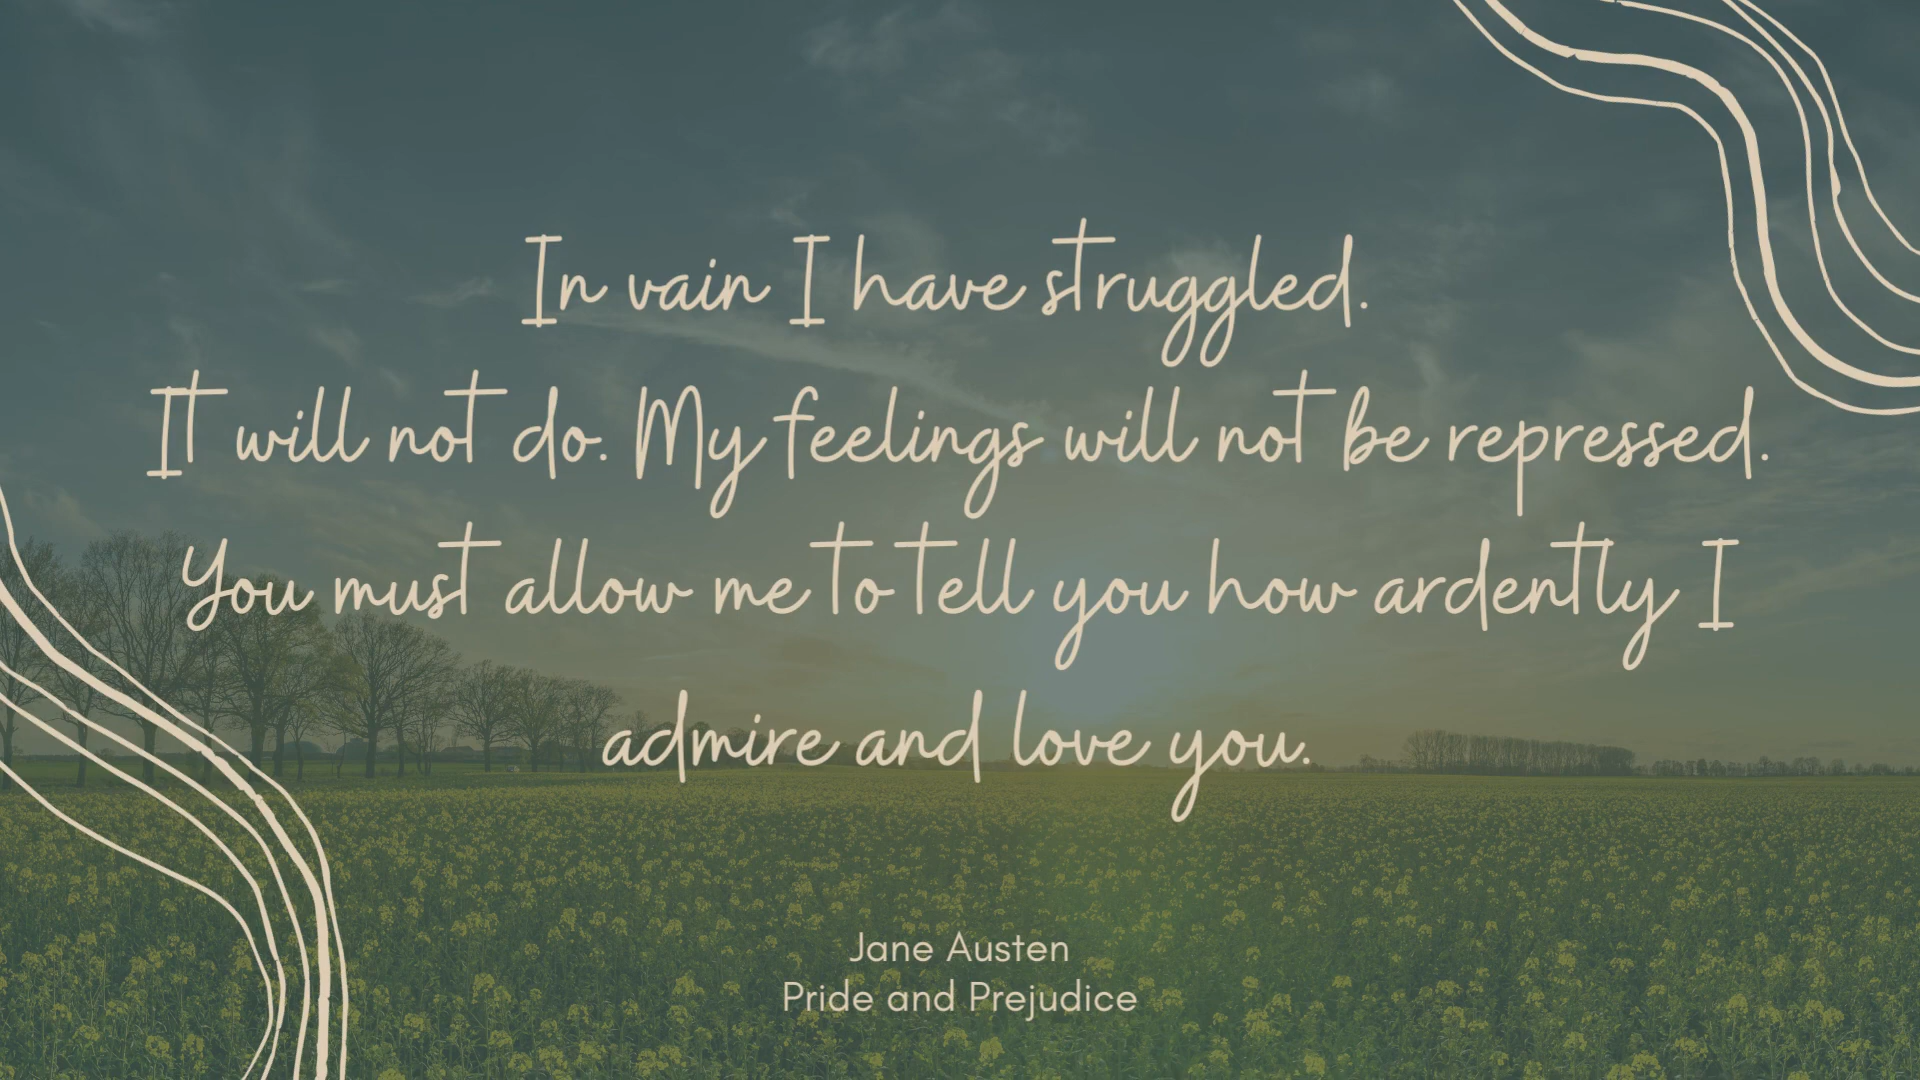 In vain I have struggled.
It will not do. My feelings will not be repressed.
You must allow me to tell you how ardently I
admire and love you.
Jane Austen
Pride and Prejudice